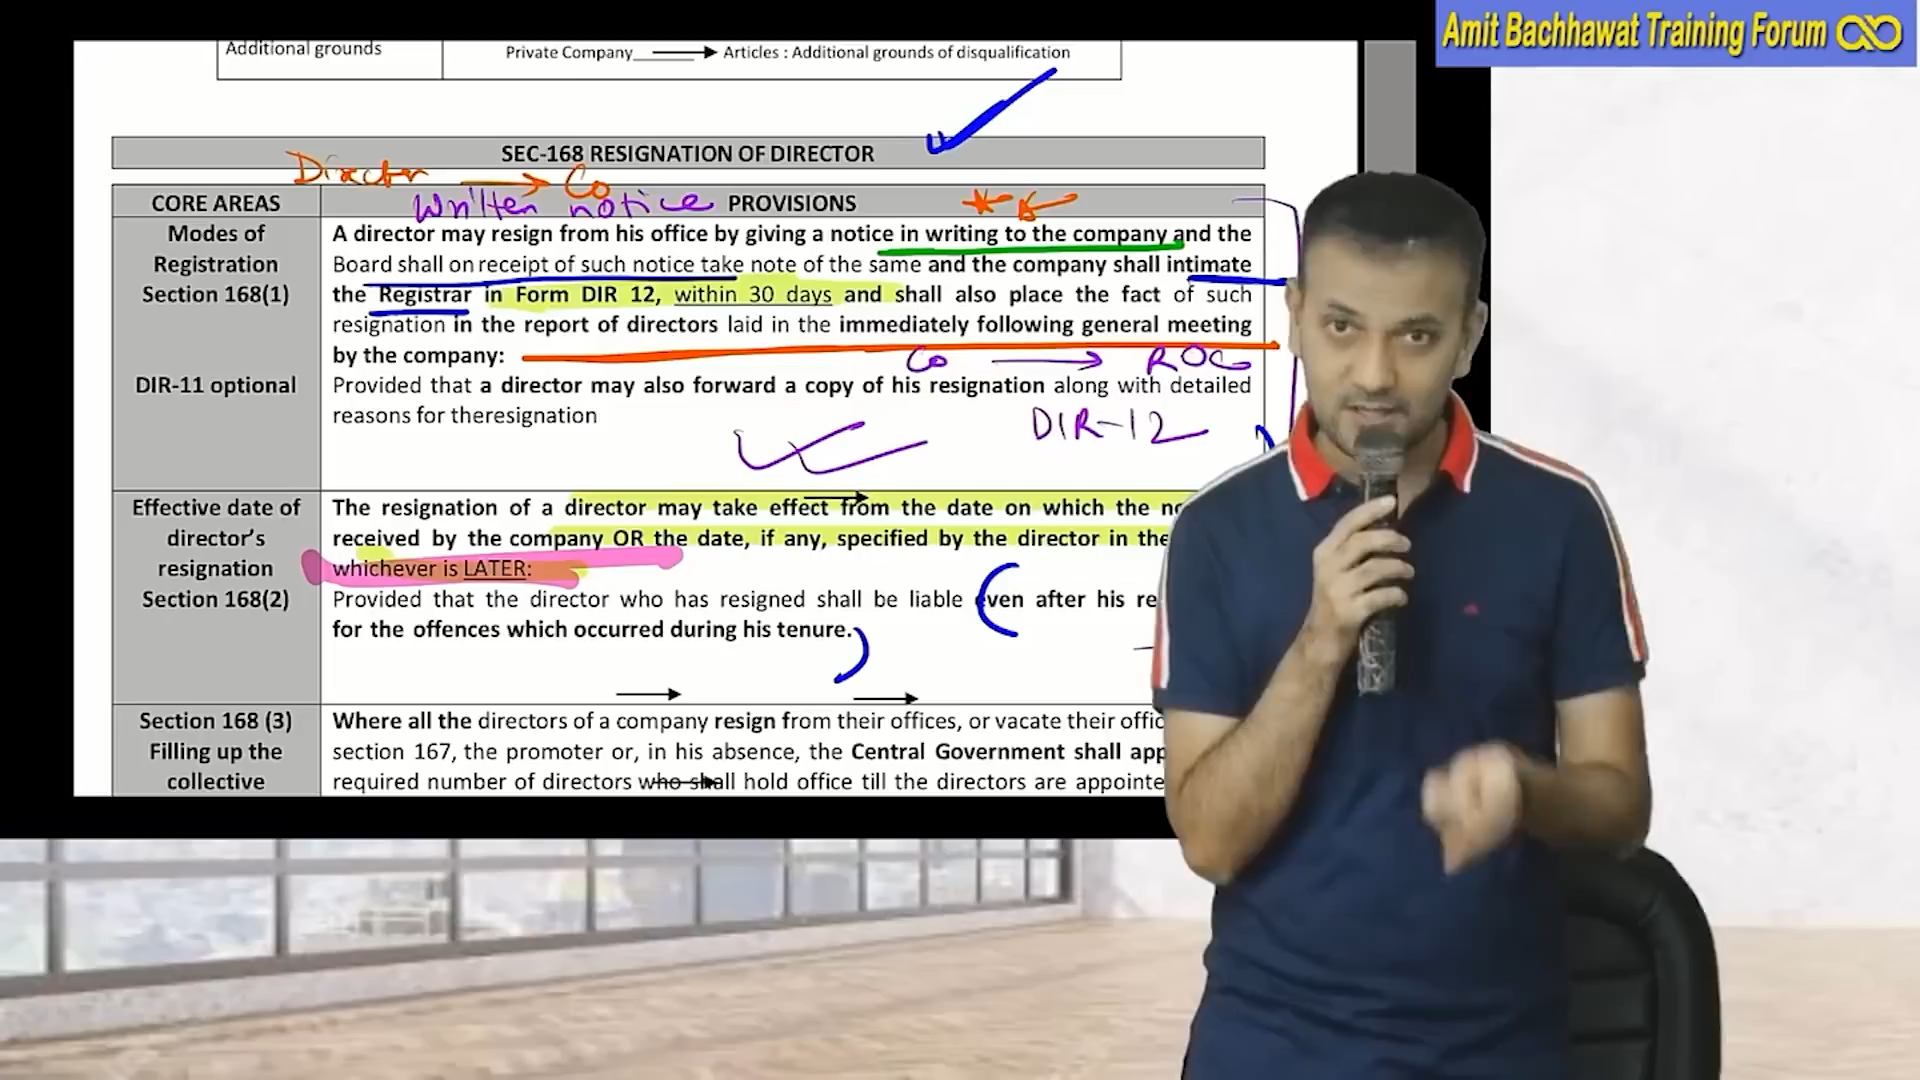 Amit Bachhawat Training Forum
Additional grounds
Private Company ⟶ Articles : Additional grounds of disqualification
SEC-168 RESIGNATION OF DIRECTOR
Director → Co
CORE AREAS
Written notice
PROVISIONS
Modes of
Registration
Section 168(1)
A director may resign from his office by giving a notice in writing to the company and the
Board shall on receipt of such notice take note of the same and the company shall intimate
the Registrar in Form DIR 12, within 30 days and shall also place the fact of such
resignation in the report of directors laid in the immediately following general meeting
by the company:
Co → ROC
DIR-11 optional
Provided that a director may also forward a copy of his resignation along with detailed
reasons for theresignation
DIR-12
Effective date of
director's
resignation
Section 168(2)
The resignation of a director may take effect from the date on which the
received by the company OR the date, if any, specified by the director in the
whichever is LATER:
Provided that the director who has resigned shall be liable even after his
for the offences which occurred during his tenure.
Section 168 (3)
Filling up the
collective
Where all the directors of a company resign from their offices, or vacate their
section 167, the promoter or, in his absence, the Central Government shall
required number of directors who shall hold office till the directors are